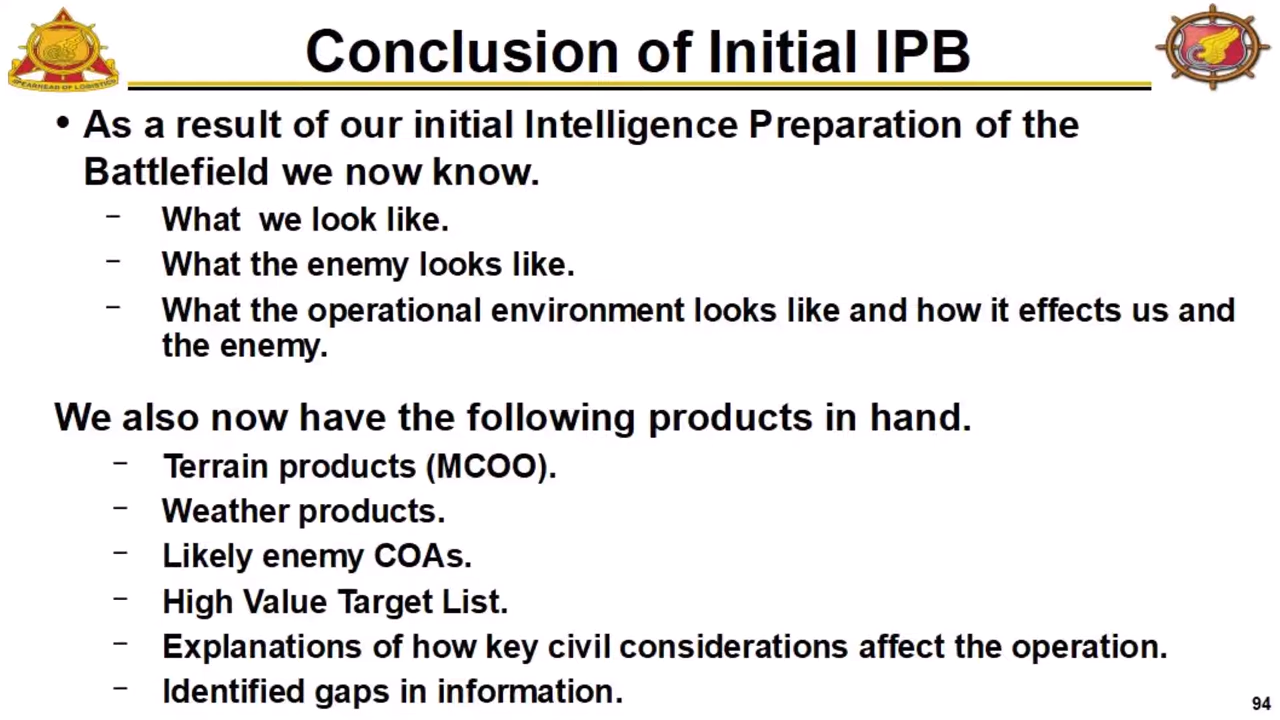 Conclusion of Initial IPB
SPEARHEAD OF LOGISTICS
• As a result of our initial Intelligence Preparation of the
Battlefield we now know.
– What  we look like.
– What the enemy looks like.
– What the operational environment looks like and how it effects us and
the enemy.
We also now have the following products in hand.
– Terrain products (MCOO).
– Weather products.
– Likely enemy COAs.
– High Value Target List.
– Explanations of how key civil considerations affect the operation.
– Identified gaps in information.
94